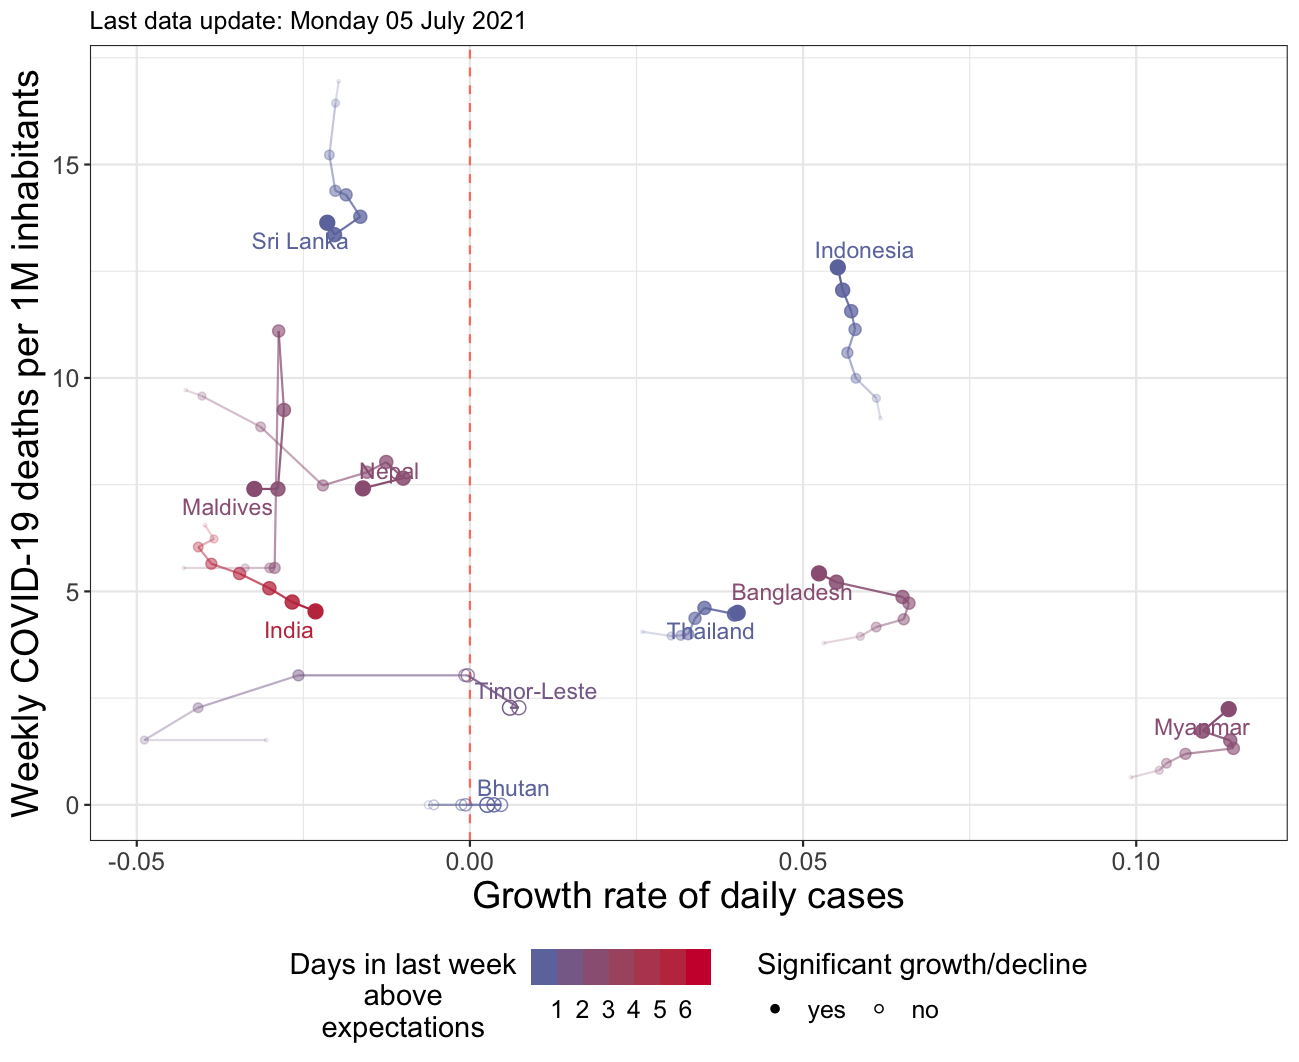 Last data update: Monday 05 July 2021
Weekly COVID-19 deaths per 1M inhabitants
15
10
5
0
Sri Lanka
Indonesia
Nepal
Maldives
Bangladesh
India
Thailand
Timor-Leste
Myanmar
Bhutan
-0.05
0.00
0.05
0.10
Growth rate of daily cases
Days in last week
above
expectations
1 2 3 4 5 6
Significant growth/decline
yes no